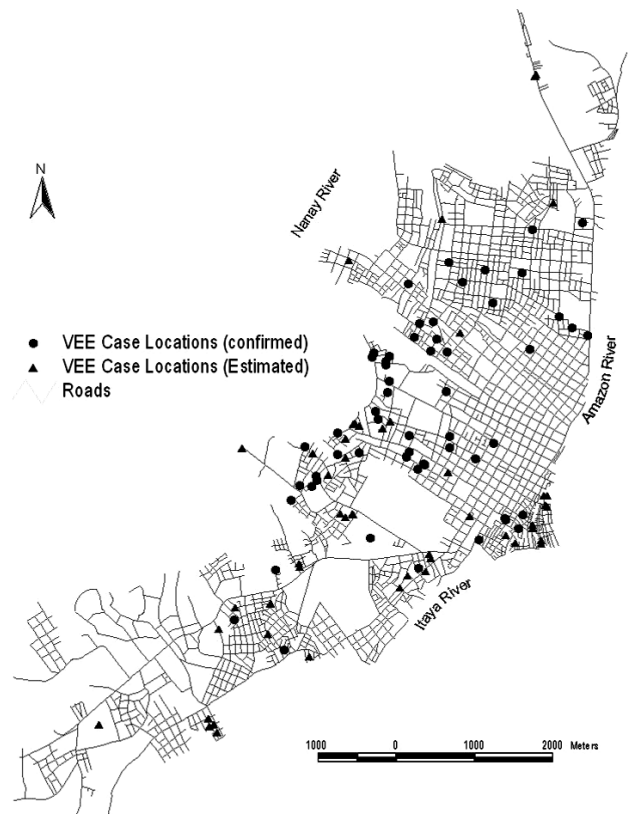 N
Nanay River
VEE Case Locations (confirmed)
VEE Case Locations (Estimated)
Roads
Amazon River
Itaya River
1000 0 1000 2000 Meters